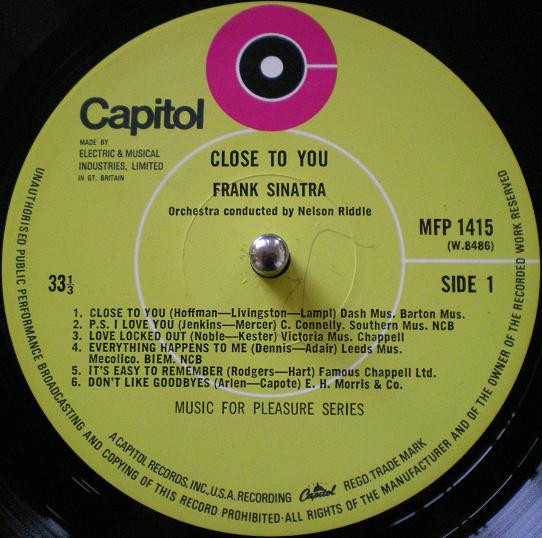 Capitol
MADE BY
ELECTRIC & MUSICAL
INDUSTRIES, LIMITED
IN GT. BRITAIN
CLOSE TO YOU
FRANK SINATRA
Orchestra conducted by Nelson Riddle
MFP 1415
(W.8486)
33⅓
SIDE 1
1. CLOSE TO YOU (Hoffman—Livingston—Lampl) Dash Mus. Barton Mus.
2. P.S. I LOVE YOU (Jenkins—Mercer) C. Connelly. Southern Mus. NCB
3. LOVE LOCKED OUT (Noble—Kester) Victoria Mus. Chappell
4. EVERYTHING HAPPENS TO ME (Dennis—Adair) Leeds Mus.
Mecolico. BIEM. NCB
5. IT'S EASY TO REMEMBER (Rodgers—Hart) Famous Chappell Ltd.
6. DON'T LIKE GOODBYES (Arlen—Capote) E. H. Morris & Co.
MUSIC FOR PLEASURE SERIES
A CAPITOL RECORDS, INC., U.S.A. RECORDING Capitol REGD. TRADE MARK
UNAUTHORISED PUBLIC PERFORMANCE BROADCASTING AND COPYING OF THIS RECORD PROHIBITED·ALL RIGHTS OF THE MANUFACTURER AND OF THE OWNER OF THE RECORDED WORK RESERVED